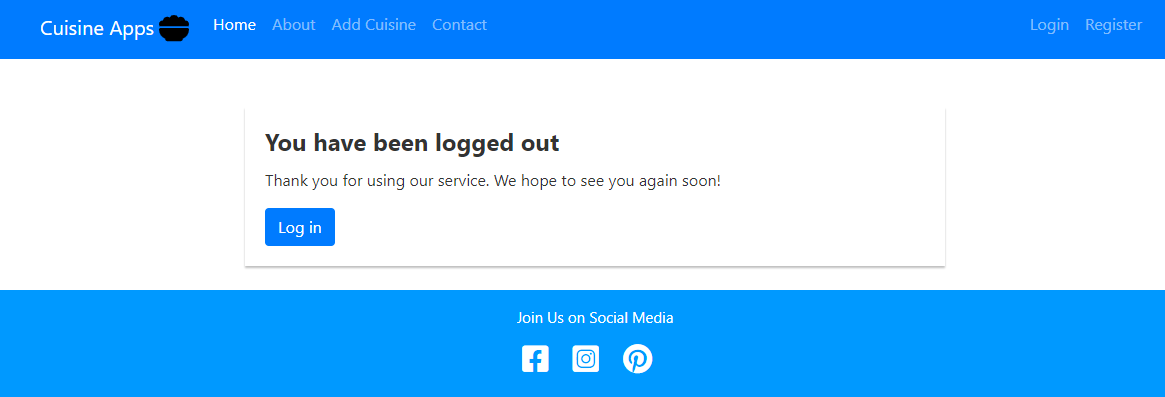 Cuisine Apps Home About Add Cuisine Contact Login Register
You have been logged out
Thank you for using our service. We hope to see you again soon!
Log in
Join Us on Social Media